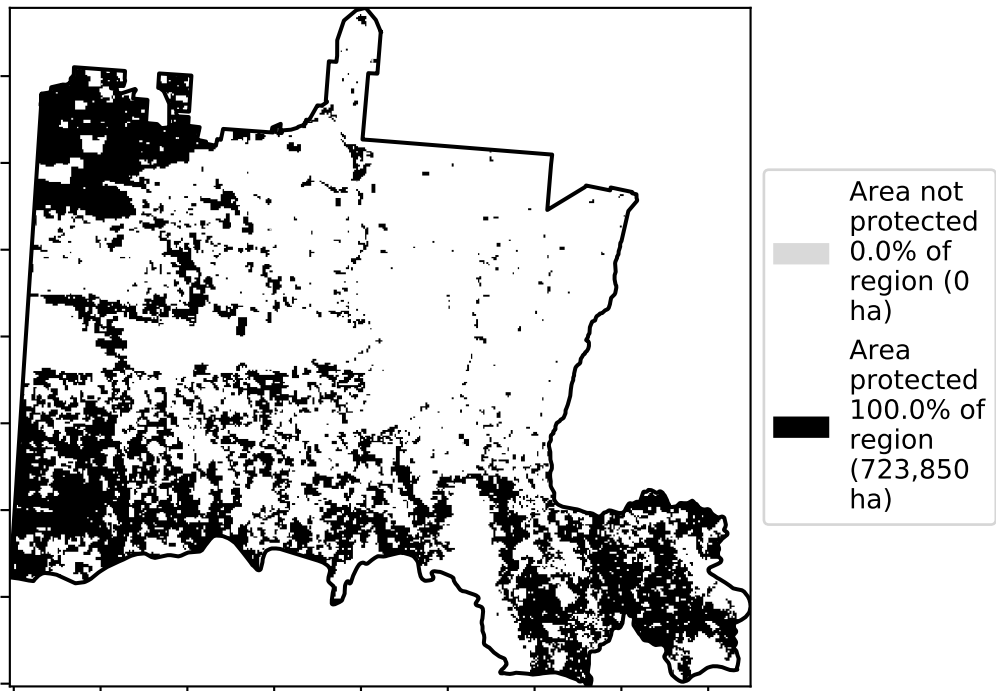 Area not
protected
0.0% of
region (0
ha)
Area
protected
100.0% of
region
(723,850
ha)